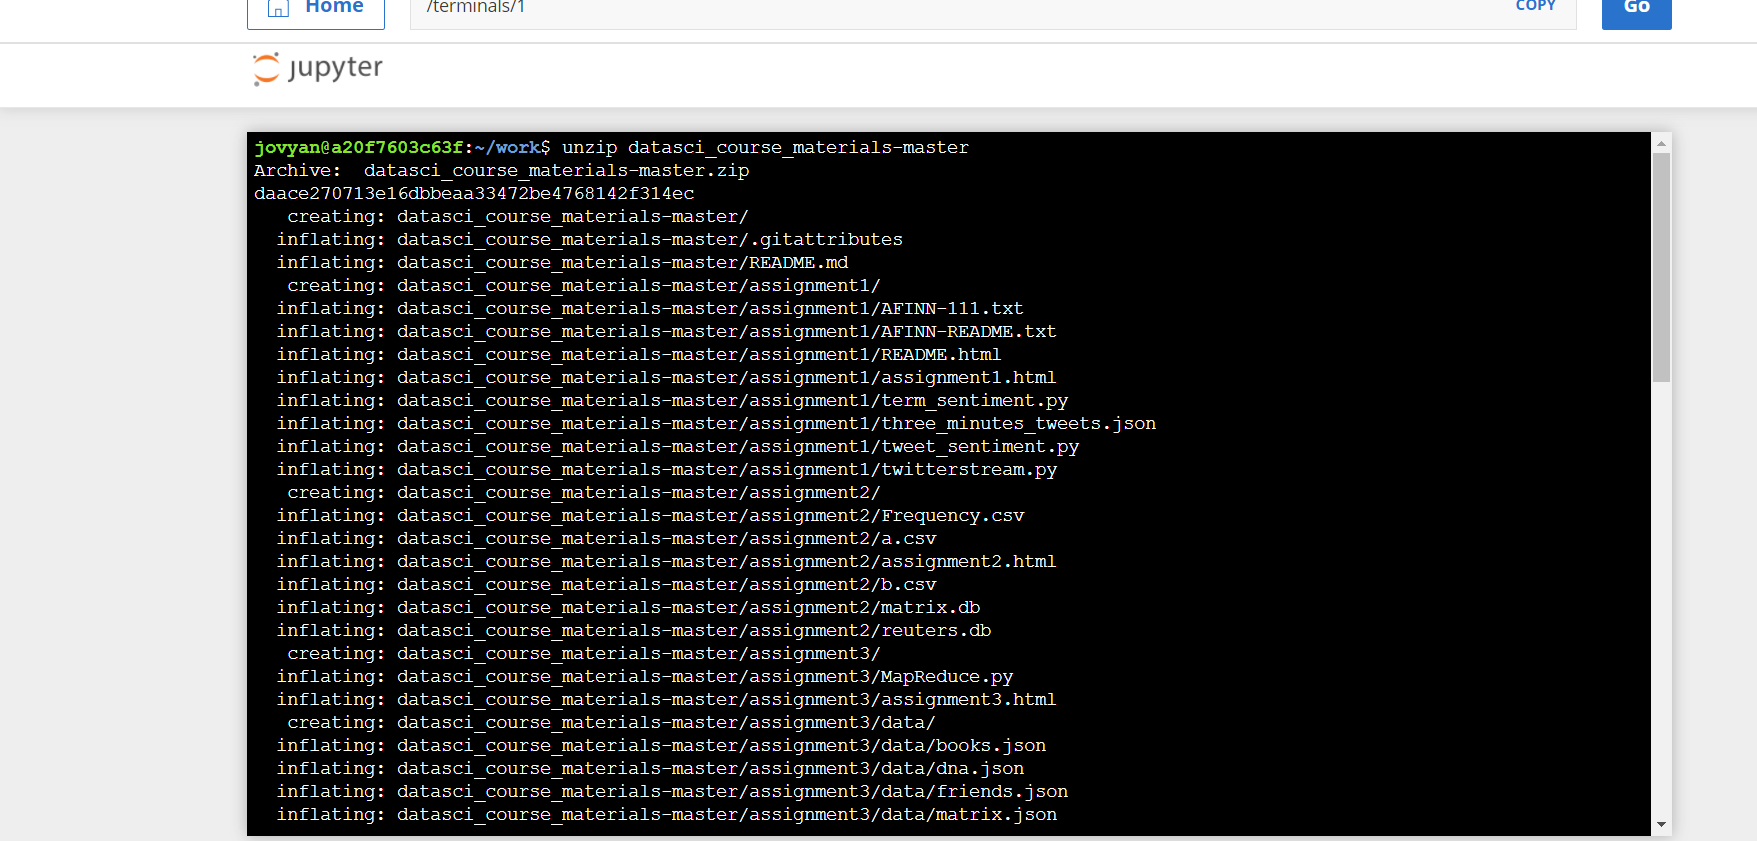 Home
/terminals/1
COPY
Go
jupyter
jovyan@a20f7603c63f:~/work$ unzip datasci_course_materials-master
Archive:  datasci_course_materials-master.zip
daace270713e16dbbeaa33472be4768142f314ec
   creating: datasci_course_materials-master/
  inflating: datasci_course_materials-master/.gitattributes
  inflating: datasci_course_materials-master/README.md
   creating: datasci_course_materials-master/assignment1/
  inflating: datasci_course_materials-master/assignment1/AFINN-111.txt
  inflating: datasci_course_materials-master/assignment1/AFINN-README.txt
  inflating: datasci_course_materials-master/assignment1/README.html
  inflating: datasci_course_materials-master/assignment1/assignment1.html
  inflating: datasci_course_materials-master/assignment1/term_sentiment.py
  inflating: datasci_course_materials-master/assignment1/three_minutes_tweets.json
  inflating: datasci_course_materials-master/assignment1/tweet_sentiment.py
  inflating: datasci_course_materials-master/assignment1/twitterstream.py
   creating: datasci_course_materials-master/assignment2/
  inflating: datasci_course_materials-master/assignment2/Frequency.csv
  inflating: datasci_course_materials-master/assignment2/a.csv
  inflating: datasci_course_materials-master/assignment2/assignment2.html
  inflating: datasci_course_materials-master/assignment2/b.csv
  inflating: datasci_course_materials-master/assignment2/matrix.db
  inflating: datasci_course_materials-master/assignment2/reuters.db
   creating: datasci_course_materials-master/assignment3/
  inflating: datasci_course_materials-master/assignment3/MapReduce.py
  inflating: datasci_course_materials-master/assignment3/assignment3.html
   creating: datasci_course_materials-master/assignment3/data/
  inflating: datasci_course_materials-master/assignment3/data/books.json
  inflating: datasci_course_materials-master/assignment3/data/dna.json
  inflating: datasci_course_materials-master/assignment3/data/friends.json
  inflating: datasci_course_materials-master/assignment3/data/matrix.json